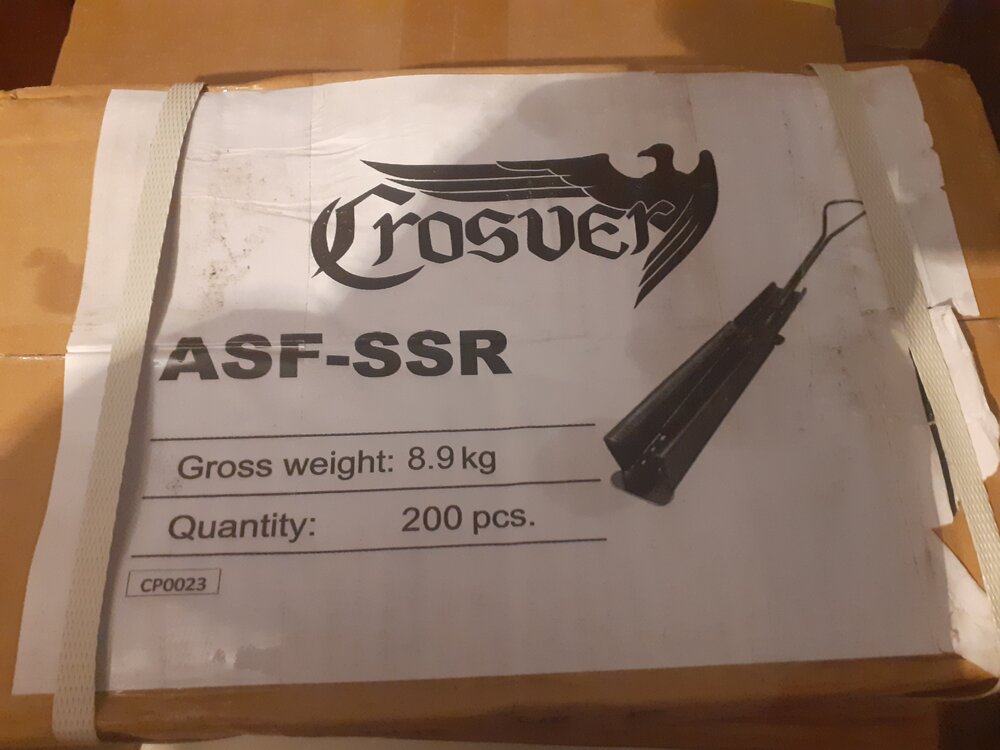 Crosver
ASF-SSR
Gross weight: 8.9 kg
Quantity: 200 pcs.
CP0023